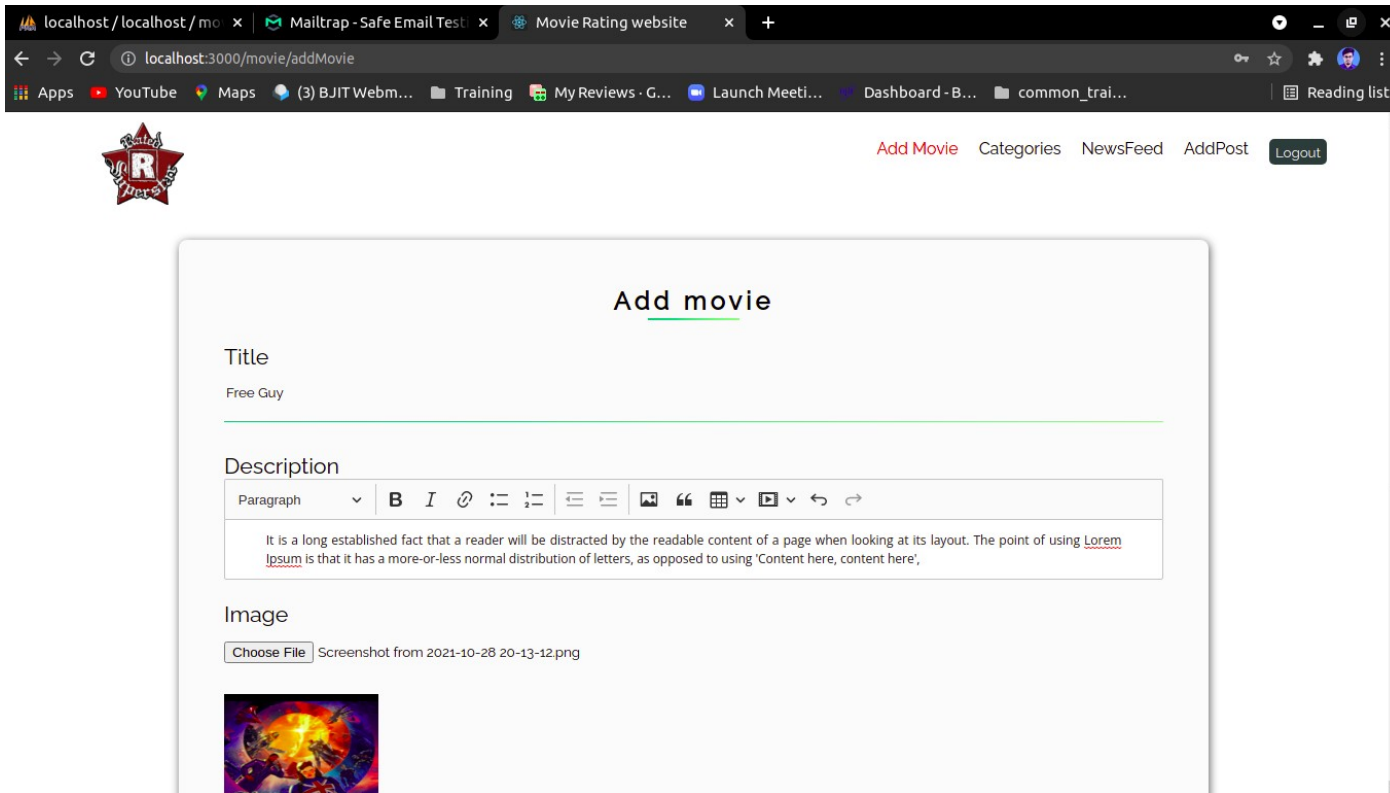 localhost / localhost / mo
Mailtrap - Safe Email Testi
Movie Rating website
localhost:3000/movie/addMovie
Apps YouTube Maps (3) BJIT Webm... Training My Reviews · G... Launch Meeti... Dashboard - B... common_trai... Reading list
Rated
R
Superstar
Add Movie Categories NewsFeed AddPost Logout
Add movie
Title
Free Guy
Description
Paragraph
It is a long established fact that a reader will be distracted by the readable content of a page when looking at its layout. The point of using Lorem
Ipsum is that it has a more-or-less normal distribution of letters, as opposed to using 'Content here, content here',
Image
Choose File Screenshot from 2021-10-28 20-13-12.png